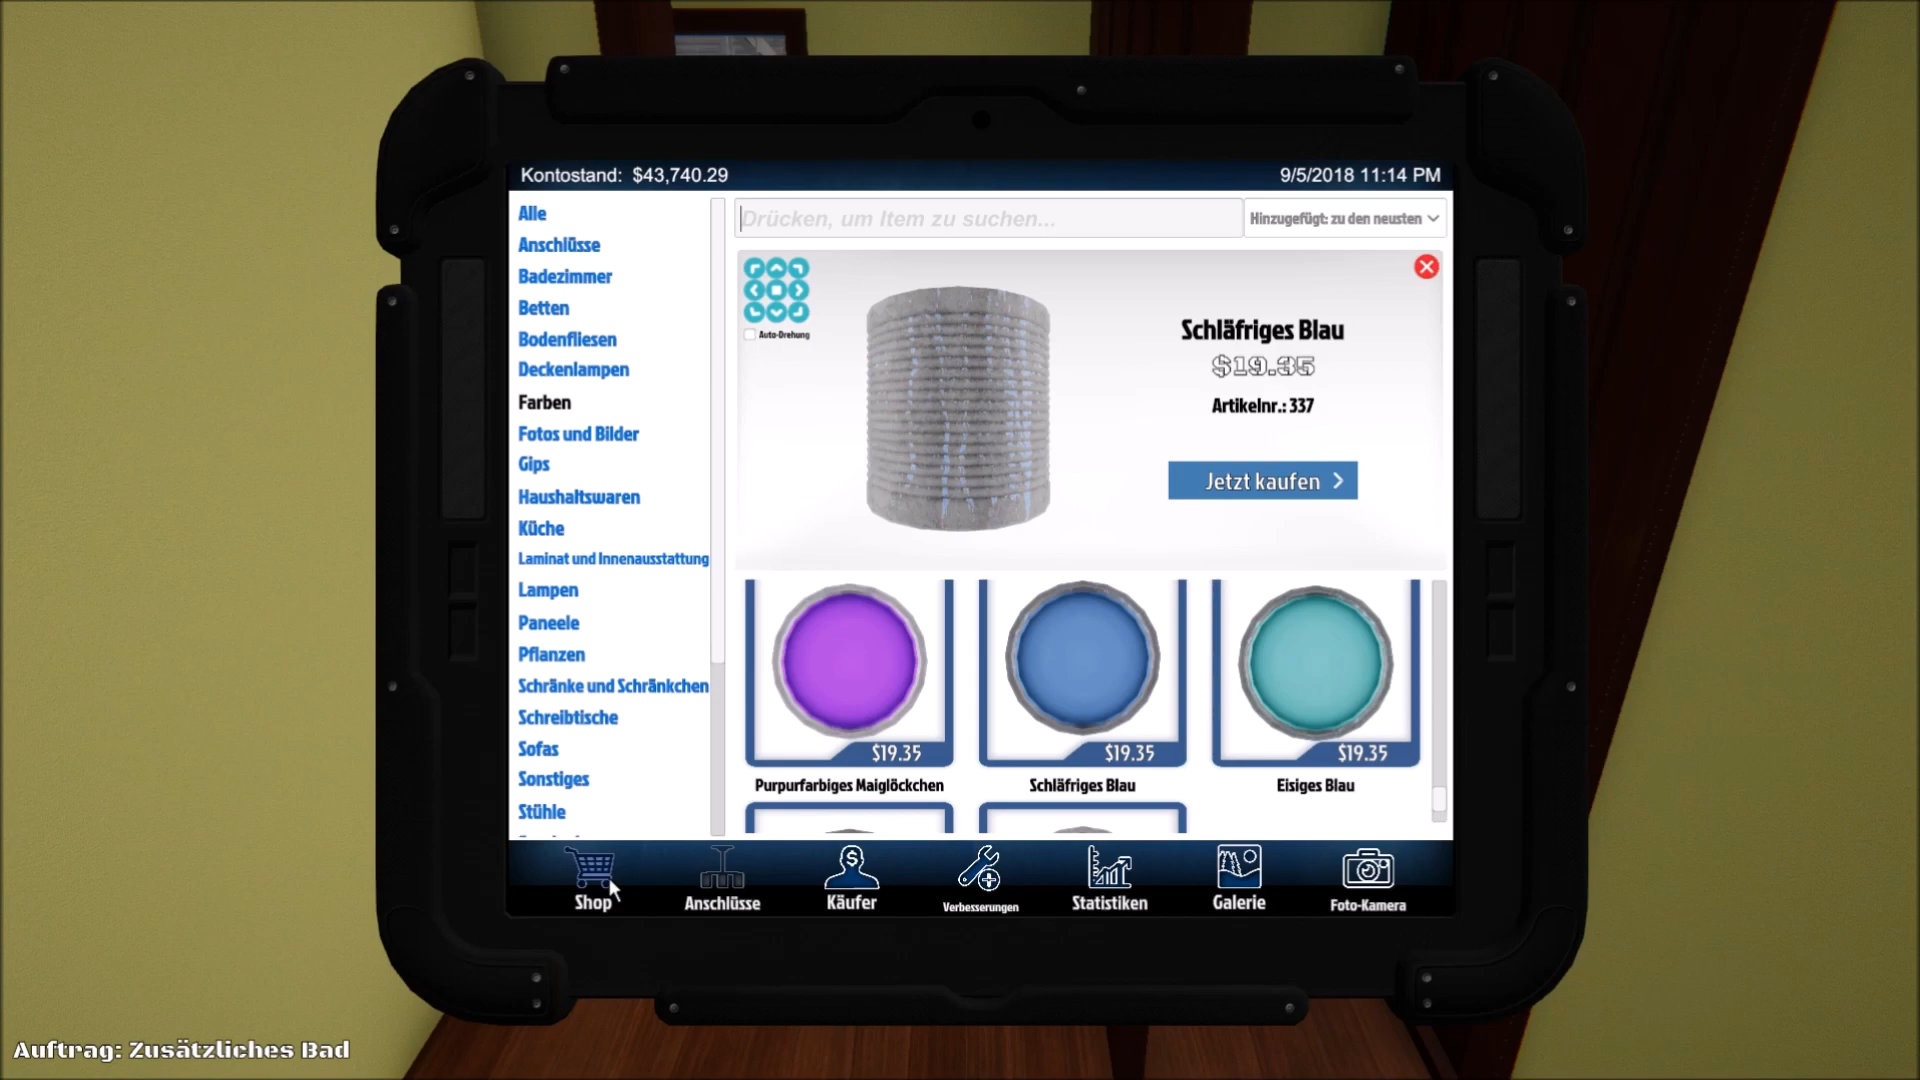 Kontostand: $43,740.29
9/5/2018 11:14 PM
Alle
Anschlüsse
Badezimmer
Betten
Bodenfliesen
Deckenlampen
Farben
Fotos und Bilder
Gips
Haushaltswaren
Küche
Laminat und Innenausstattung
Lampen
Paneele
Pflanzen
Schränke und Schränkchen
Schreibtische
Sofas
Sonstiges
Stühle
Drücken, um Item zu suchen...
Hinzugefügt: zu den neusten
Auto-Drehung
Schläfriges Blau
$19.35
Artikelnr.: 337
Jetzt kaufen
$19.35
$19.35
$19.35
Purpurfarbiges Maiglöckchen
Schläfriges Blau
Eisiges Blau
Shop
Anschlüsse
Käufer
Verbesserungen
Statistiken
Galerie
Foto-Kamera
Auftrag: Zusätzliches Bad